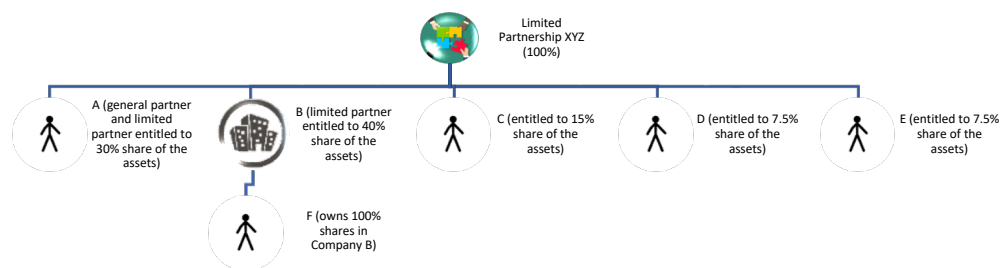 Limited
Partnership XYZ
(100%)
A (general partner
and limited
partner entitled to
30% share of the
assets)
B (limited partner
entitled to 40%
share of the
assets)
C (entitled to 15%
share of the
assets)
D (entitled to 7.5%
share of the
assets)
E (entitled to 7.5%
share of the
assets)
F (owns 100%
shares in
Company B)